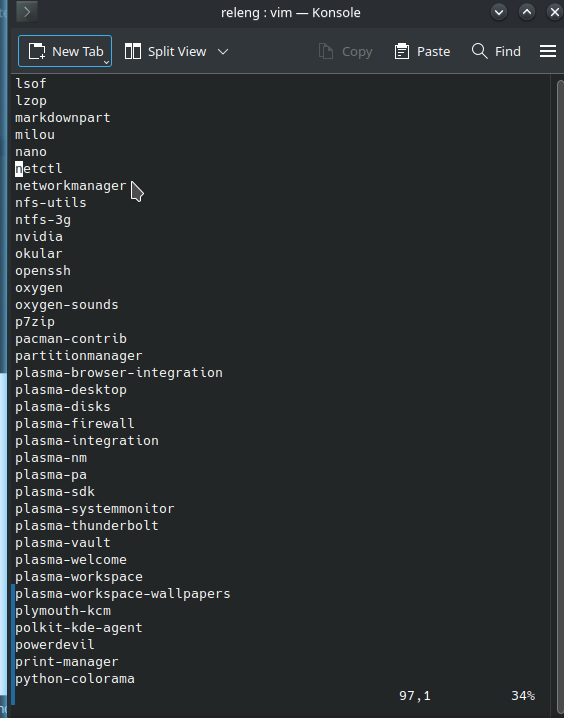 releng : vim — Konsole
New Tab Split View Copy Paste Find
lsof
lzop
markdownpart
milou
nano
netctl
networkmanager
nfs-utils
ntfs-3g
nvidia
okular
openssh
oxygen
oxygen-sounds
p7zip
pacman-contrib
partitionmanager
plasma-browser-integration
plasma-desktop
plasma-disks
plasma-firewall
plasma-integration
plasma-nm
plasma-pa
plasma-sdk
plasma-systemmonitor
plasma-thunderbolt
plasma-vault
plasma-welcome
plasma-workspace
plasma-workspace-wallpapers
plymouth-kcm
polkit-kde-agent
powerdevil
print-manager
python-colorama
97,1 34%